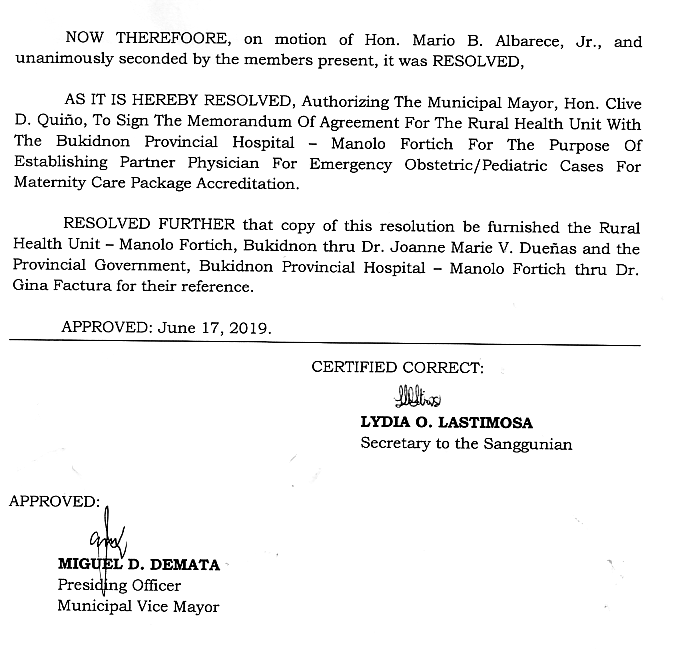 NOW THEREFOORE, on motion of Hon. Mario B. Albarece, Jr., and
unanimously seconded by the members present, it was RESOLVED,
AS IT IS HEREBY RESOLVED, Authorizing The Municipal Mayor, Hon. Clive
D. Quiño, To Sign The Memorandum Of Agreement For The Rural Health Unit With
The Bukidnon Provincial Hospital – Manolo Fortich For The Purpose Of
Establishing Partner Physician For Emergency Obstetric/Pediatric Cases For
Maternity Care Package Accreditation.
RESOLVED FURTHER that copy of this resolution be furnished the Rural
Health Unit – Manolo Fortich, Bukidnon thru Dr. Joanne Marie V. Dueñas and the
Provincial Government, Bukidnon Provincial Hospital – Manolo Fortich thru Dr.
Gina Factura for their reference.
APPROVED: June 17, 2019.
CERTIFIED CORRECT:
LYDIA O. LASTIMOSA
Secretary to the Sanggunian
APPROVED:
MIGUEL D. DEMATA
Presiding Officer
Municipal Vice Mayor